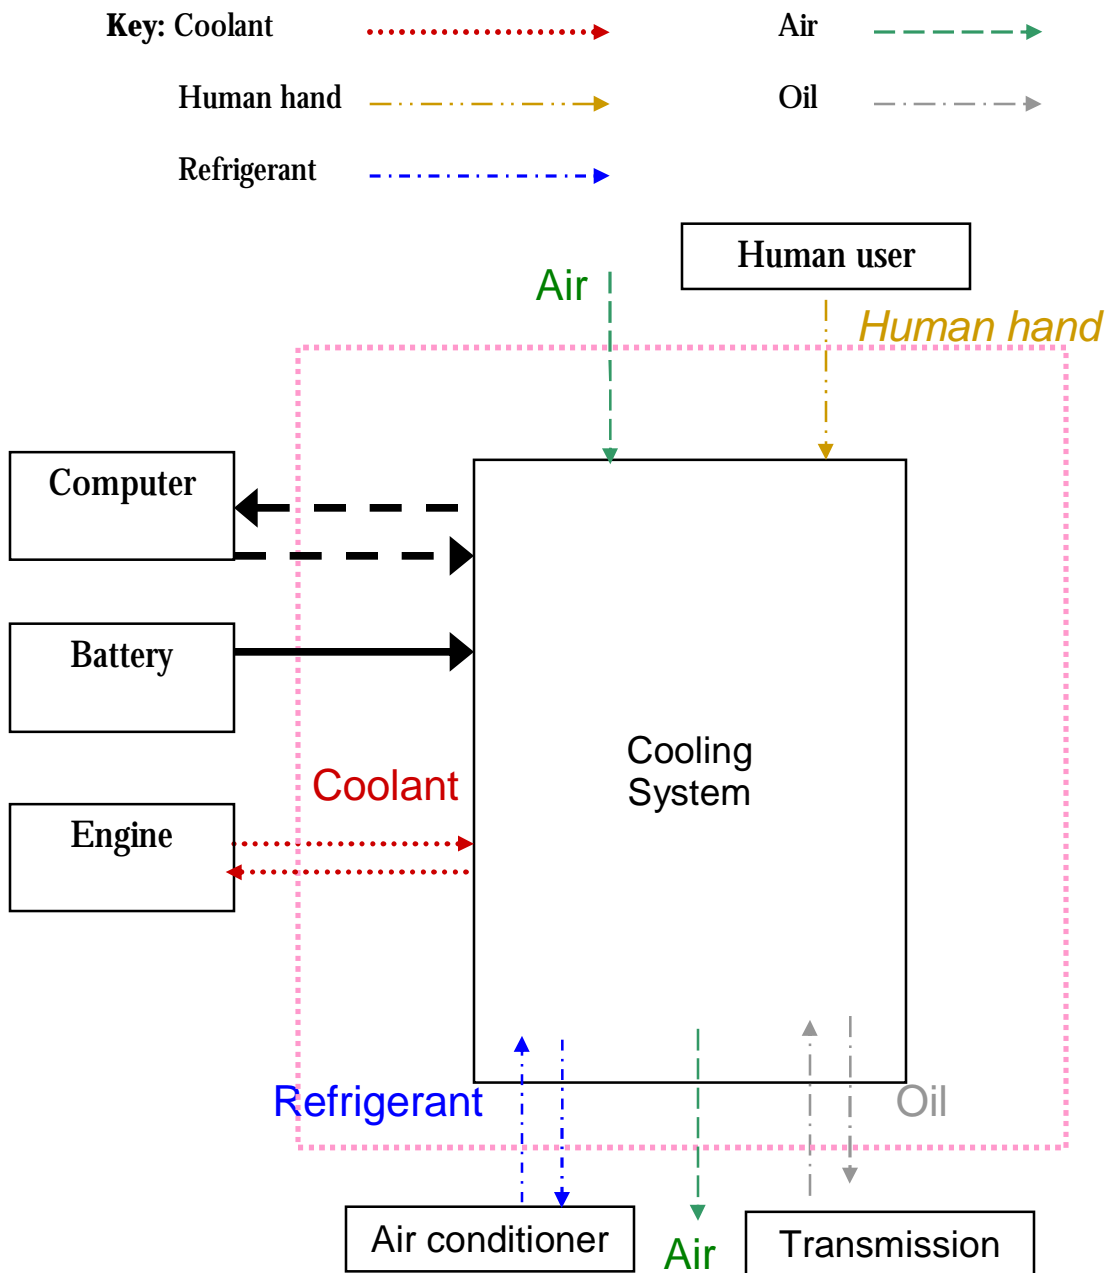 Key: Coolant
Air
Human hand
Oil
Refrigerant
Human user
Air
Human hand
Computer
Battery
Cooling
System
Coolant
Engine
Refrigerant
Oil
Air conditioner
Air
Transmission